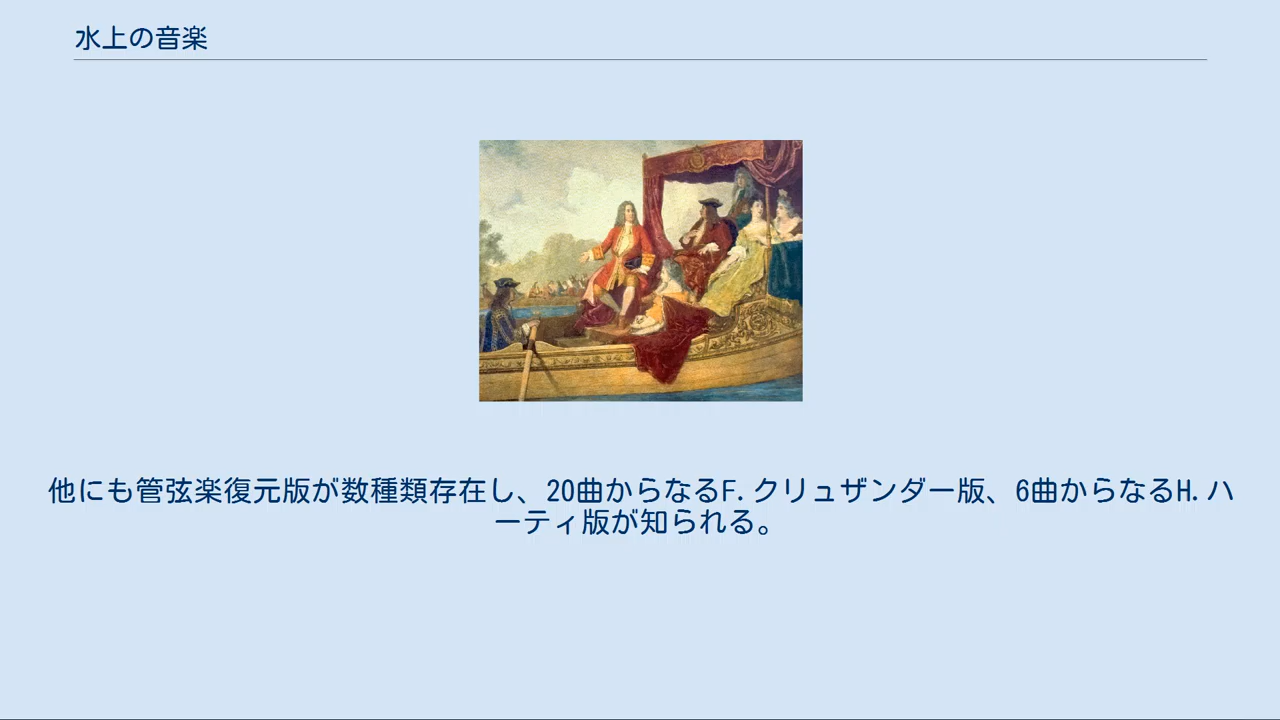 水上の音楽
他にも管弦楽復元版が数種類存在し、20曲からなるF.クリュザンダー版、6曲からなるH.ハ
ーティ版が知られる。